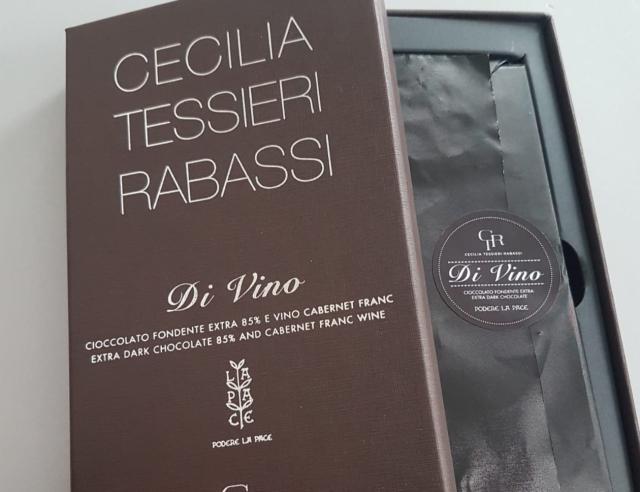 CECILIA
TESSIERI
RABASSI
Di Vino
CIOCCOLATO FONDENTE EXTRA 85% E VINO CABERNET FRANC
EXTRA DARK CHOCOLATE 85% AND CABERNET FRANC WINE
LA
PACE
PODERE LA PACE
CTR
CECILIA TESSIERI RABASSI
Di Vino
CIOCCOLATO FONDENTE EXTRA
EXTRA DARK CHOCOLATE
PODERE LA PACE